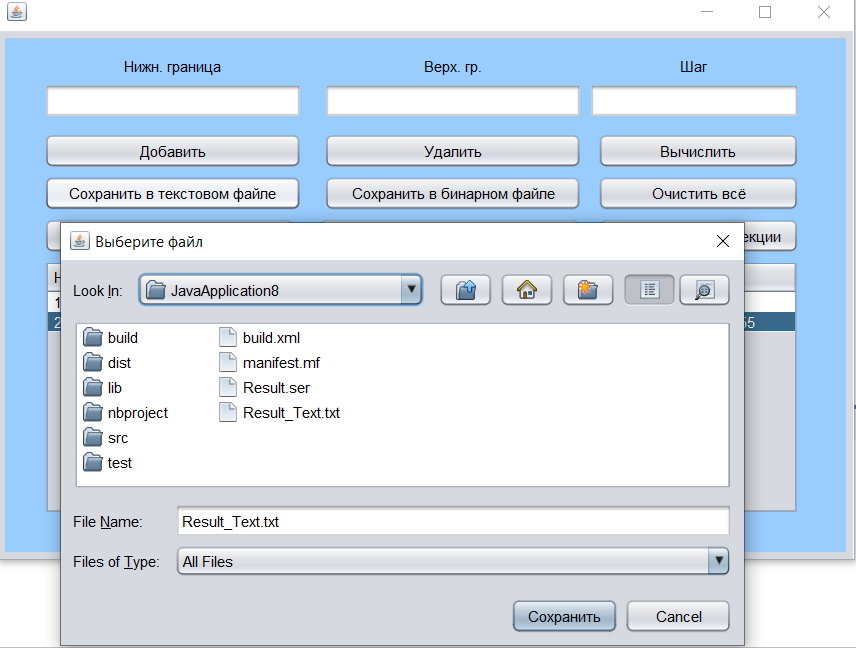 Нижн. граница Верх. гр. Шаг
Добавить Удалить Вычислить
Сохранить в текстовом файле Сохранить в бинарном файле Очистить всё
Выберите файл
Look In: JavaApplication8
build build.xml
dist manifest.mf
lib Result.ser
nbproject Result_Text.txt
src
test
File Name: Result_Text.txt
Files of Type: All Files
Сохранить Cancel